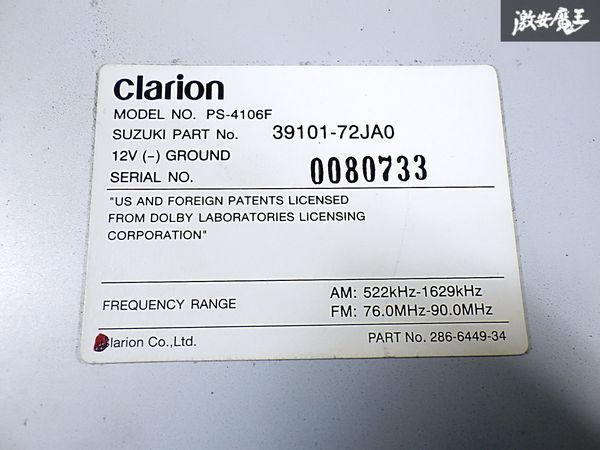 激安魔王
clarion
MODEL NO. PS-4106F
SUZUKI PART No. 39101-72JA0
12V (-) GROUND
SERIAL NO. 0080733
"US AND FOREIGN PATENTS LICENSED
FROM DOLBY LABORATORIES LICENSING
CORPORATION"
FREQUENCY RANGE
AM: 522kHz-1629kHz
FM: 76.0MHz-90.0MHz
Clarion Co.,Ltd.
PART No. 286-6449-34